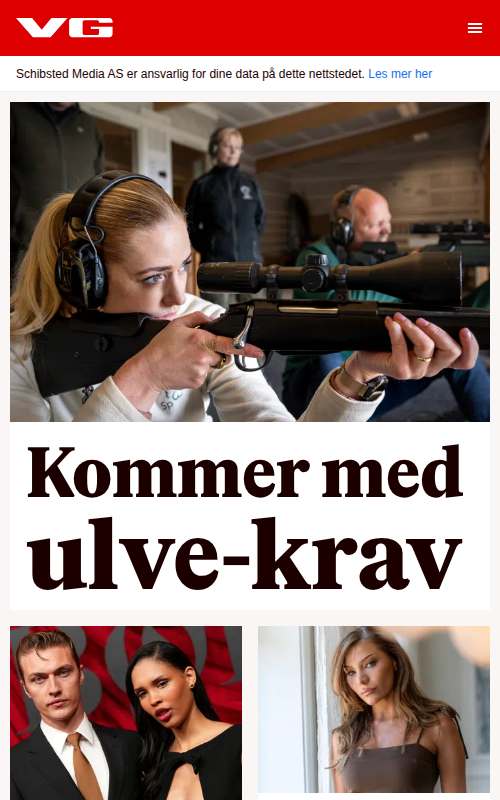 VG
Schibsted Media AS er ansvarlig for dine data på dette nettstedet. Les mer her
Kommer med
ulve-krav